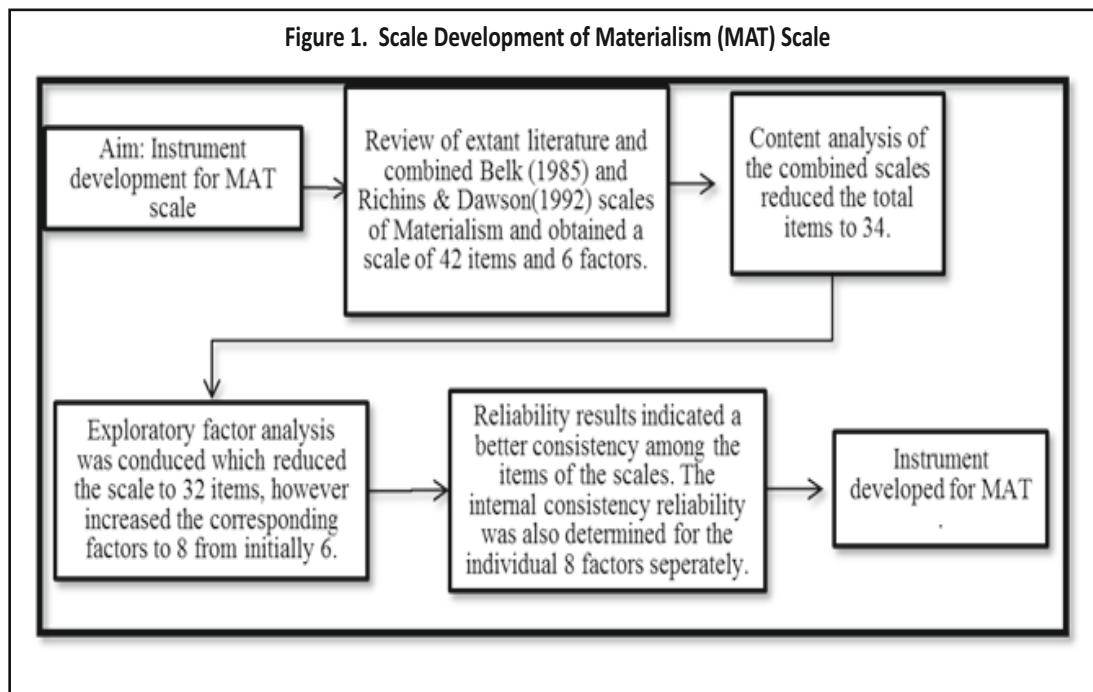 Figure 1. Scale Development of Materialism (MAT) Scale
Aim: Instrument
development for MAT
scale
Review of extant literature and
combined Belk (1985) and
Richins & Dawson(1992) scales
of Materialism and obtained a
scale of 42 items and 6 factors.
Content analysis of
the combined scales
reduced the total
items to 34.
Exploratory factor analysis
was conduced which reduced
the scale to 32 items, however
increased the corresponding
factors to 8 from initially 6.
Reliability results indicated a
better consistency among the
items of the scales. The
internal consistency reliability
was also determined for the
individual 8 factors seperately.
Instrument
developed for MAT
.